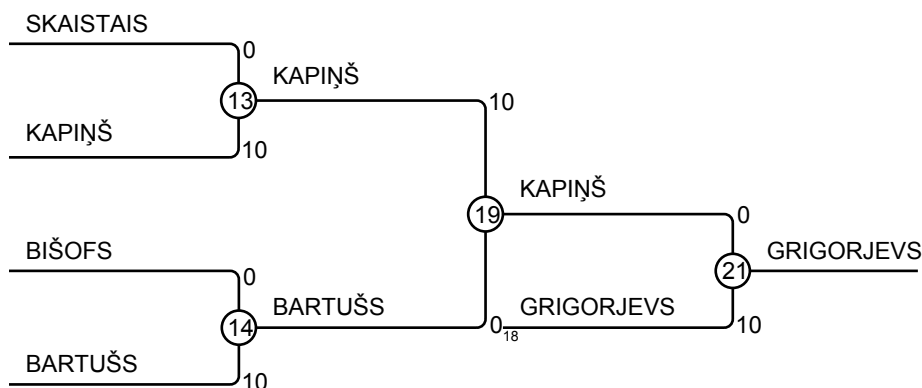 SKAISTAIS
0
13
KAPIŅŠ
10
KAPIŅŠ
10
19
KAPIŅŠ
0
BIŠOFS
0
21
GRIGORJEVS
14
BARTUŠS
0
18
GRIGORJEVS
10
BARTUŠS
10